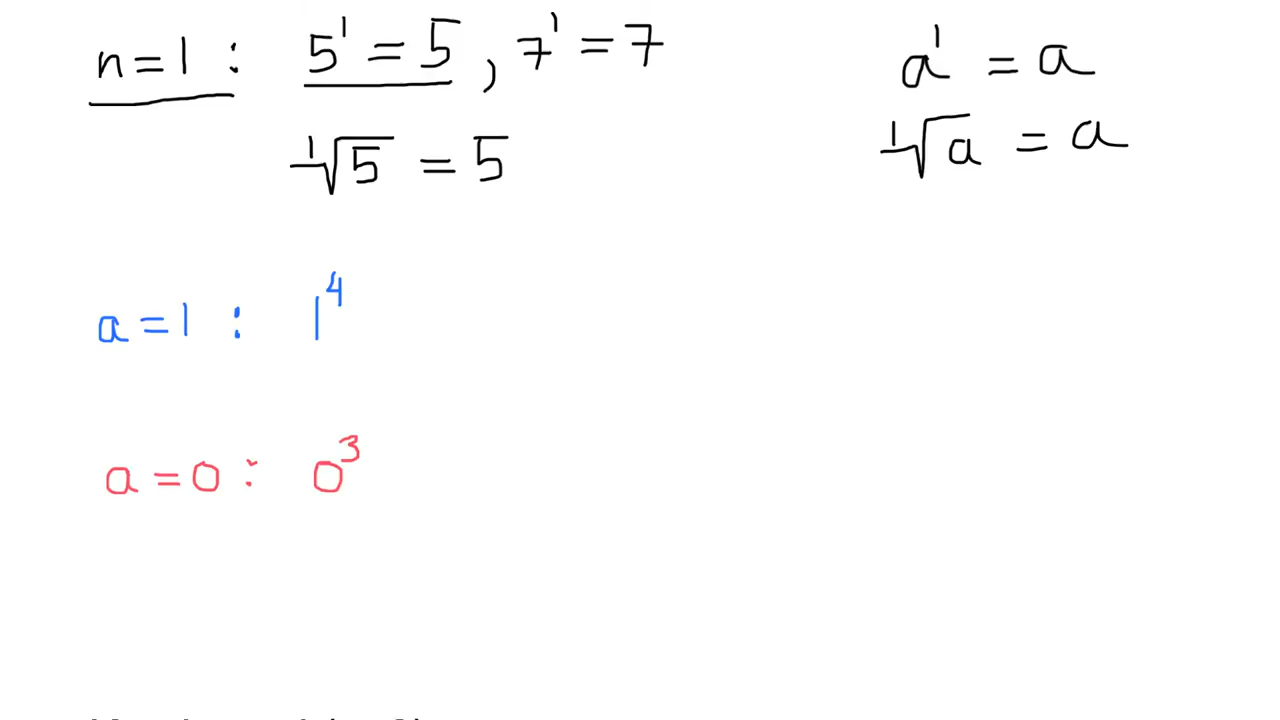 n=1 : 5¹ = 5 , 7¹ = 7 a¹ = a
¹√5 = 5 ¹√a = a
a=1 : 1⁴
a=0 : 0³